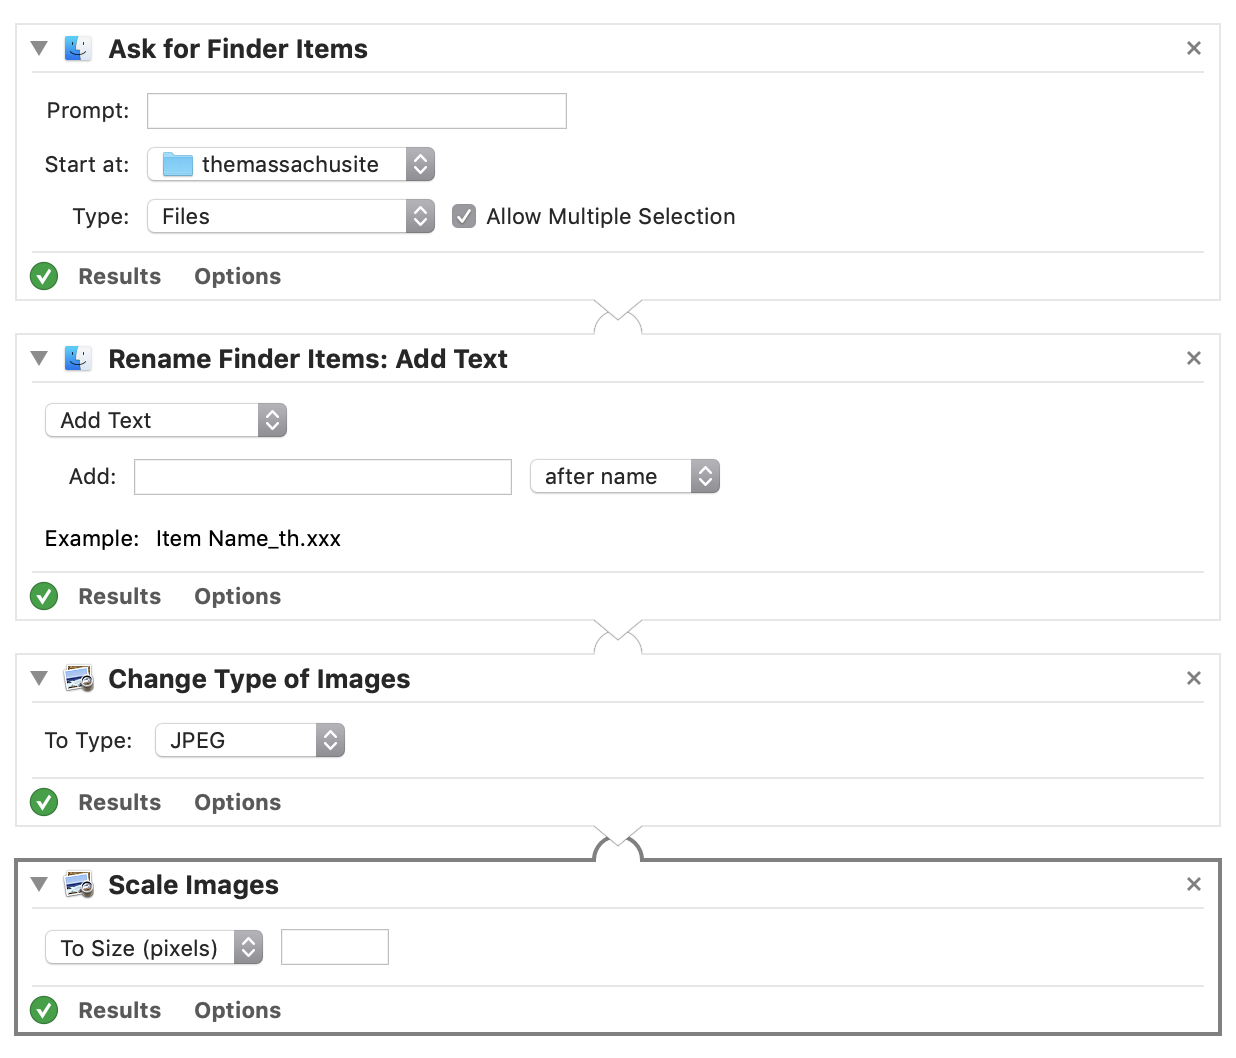 Ask for Finder Items
Prompt:
Start at: themassachusite
Type: Files Allow Multiple Selection
Results Options
Rename Finder Items: Add Text
Add Text
Add: after name
Example: Item Name_th.xxx
Results Options
Change Type of Images
To Type: JPEG
Results Options
Scale Images
To Size (pixels)
Results Options